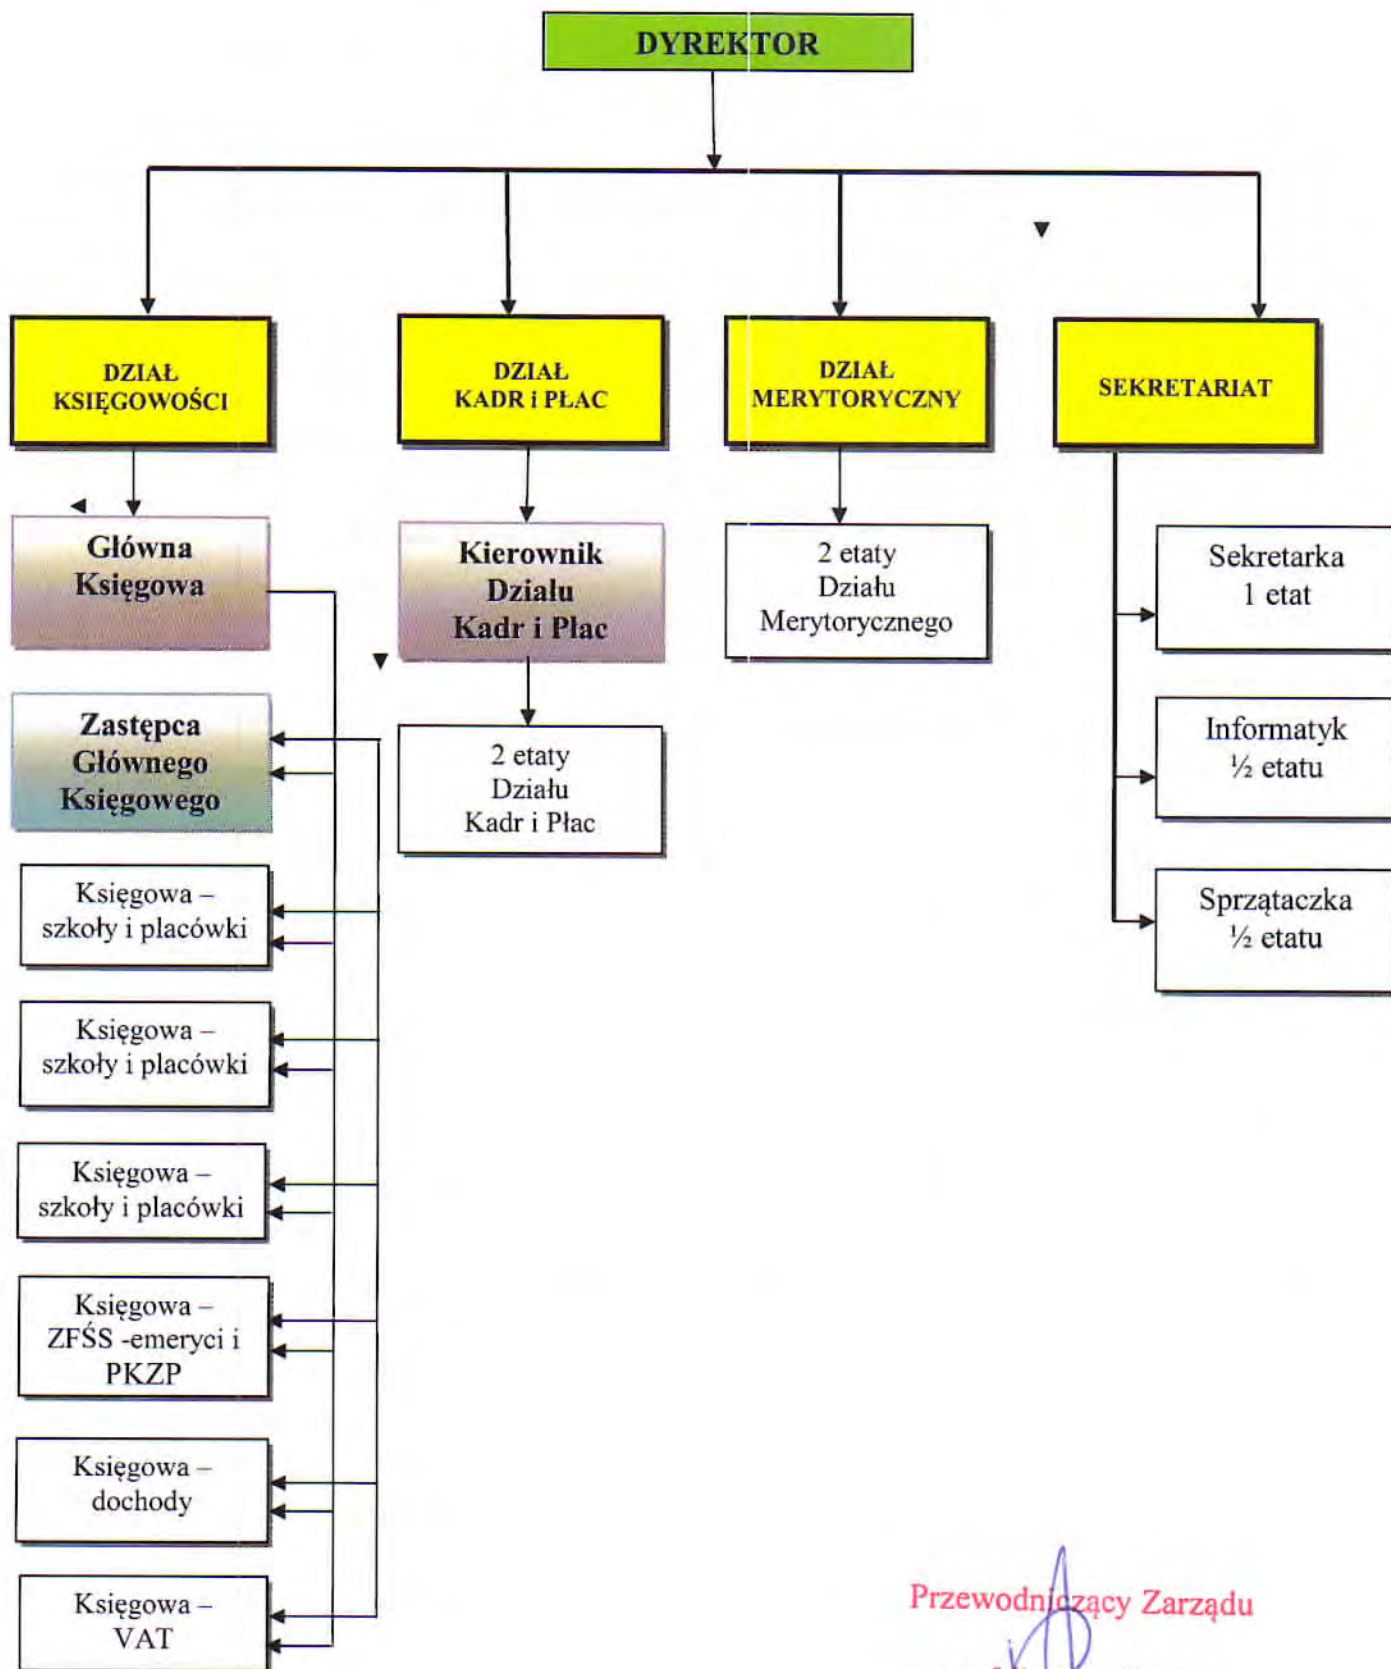 DYREKTOR
DZIAŁ
KSIĘGOWOŚCI
DZIAŁ
KADR i PŁAC
DZIAŁ
MERYTORYCZNY
SEKRETARIAT
Główna
Księgowa
Kierownik
Działu
Kadr i Płac
2 etaty
Działu
Merytorycznego
Sekretarka
1 etat
Zastępca
Głównego
Księgowego
2 etaty
Działu
Kadr i Płac
Informatyk
½ etatu
Księgowa –
szkoły i placówki
Sprzątaczka
½ etatu
Księgowa –
szkoły i placówki
Księgowa –
szkoły i placówki
Księgowa –
ZFŚS -emeryci i
PKZP
Księgowa –
dochody
Księgowa –
VAT
Przewodniczący Zarządu